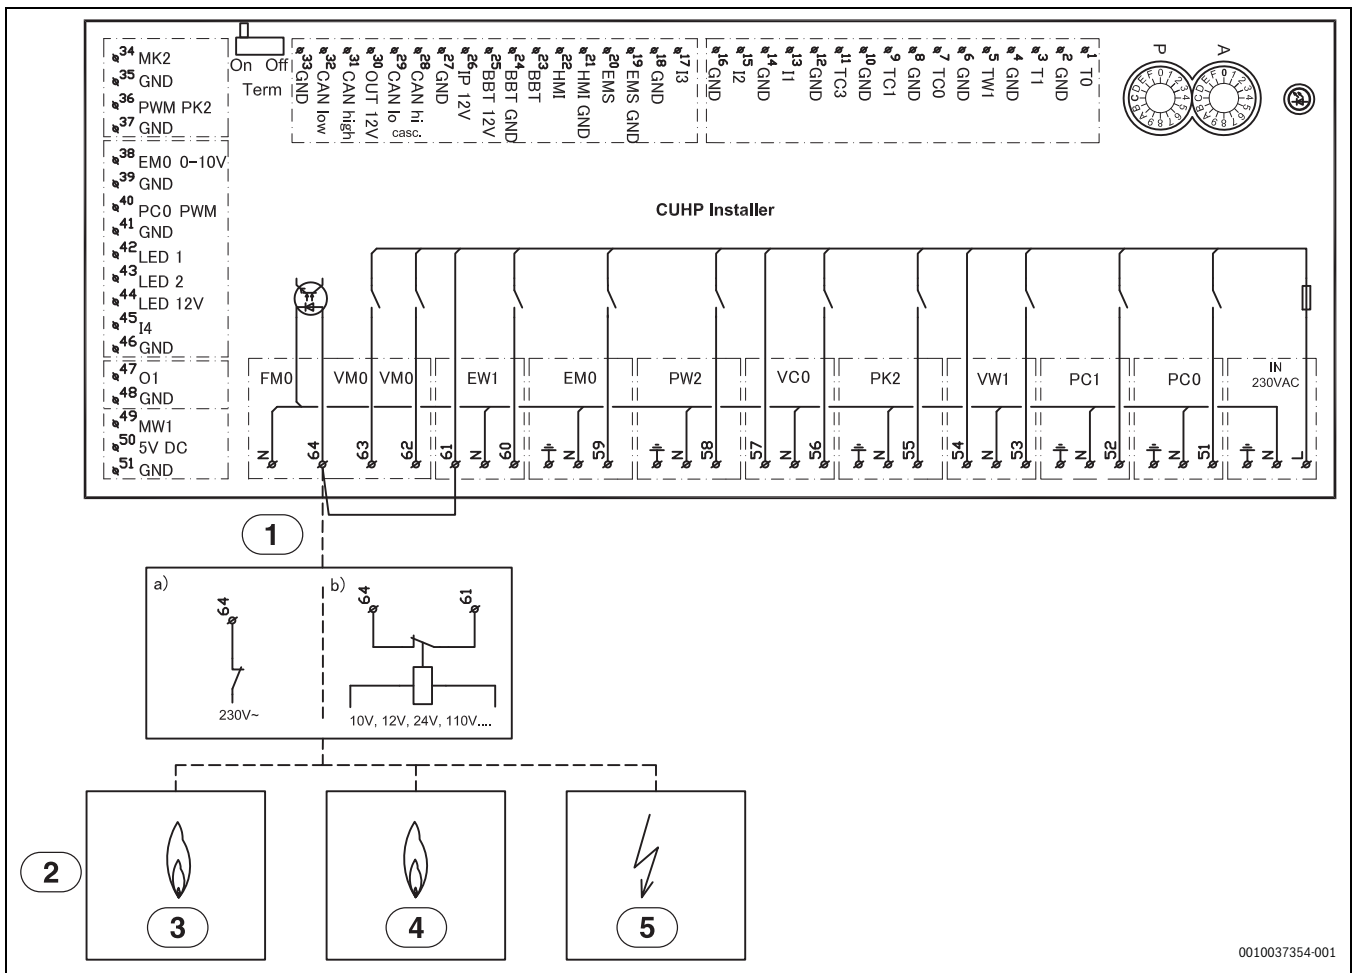 34 MK2
35 GND
36 PWM PK2
37 GND
38 EM0 0-10V
39 GND
40 PC0 PWM
41 GND
42 LED 1
43 LED 2
44 LED 12V
45 I4
46 GND
47 O1
48 GND
49 MW1
50 5V DC
51 GND
On Off
Term
33 GND
32 CAN low
31 CAN high
30 OUT 12V
29 CAN lo
casc.
28 CAN hi
27 GND
26 IP 12V
25 BBT 12V
24 BBT GND
23 BBT
22 HMI
21 HMI GND
20 EMS
19 EMS GND
18 GND
17 I3
16 GND
15 I2
14 GND
13 I1
12 GND
11 TC3
10 GND
9 TC1
8 GND
7 TC0
6 GND
5 TW1
4 GND
3 T1
2 GND
1 T0
P A
0123456789ABCDEF
0123456789ABCDEF
CUHP Installer
FM0 VM0 VM0 EW1 EM0 PW2 VC0 PK2 VW1 PC1 PC0 IN
230VAC
N 64 63 62 61 N 60 N 59 N 58 57 N 56 N 55 54 N 53 N 52 N 51 N L
1
a) b)
64 64 61
230V~
10V, 12V, 24V, 110V....
2
3 4 5
0010037354-001